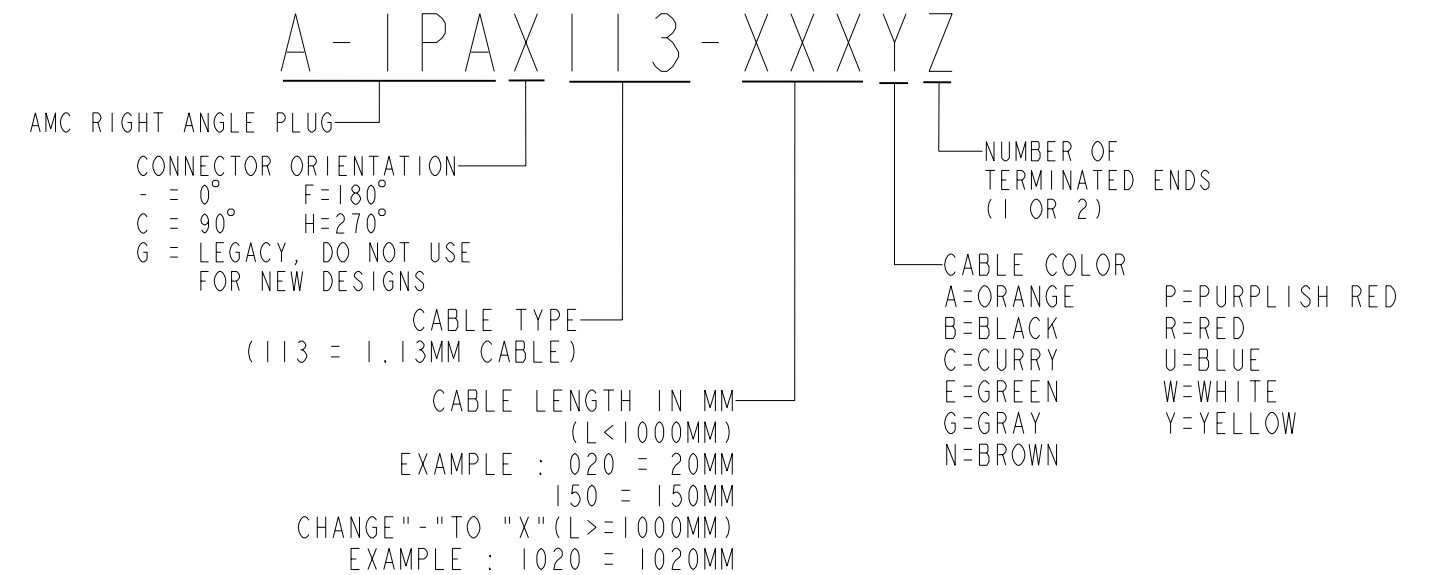 A-1PAX113-XXXYZ
AMC RIGHT ANGLE PLUG
CONNECTOR ORIENTATION
- = 0° F=180°
C = 90° H=270°
G = LEGACY, DO NOT USE
FOR NEW DESIGNS
CABLE TYPE
(113 = 1.13MM CABLE)
CABLE LENGTH IN MM
(L<1000MM)
EXAMPLE : 020 = 20MM
150 = 150MM
CHANGE"-"TO "X"(L>=1000MM)
EXAMPLE : 1020 = 1020MM
NUMBER OF
TERMINATED ENDS
(1 OR 2)
CABLE COLOR
A=ORANGE P=PURPLISH RED
B=BLACK R=RED
C=CURRY U=BLUE
E=GREEN W=WHITE
G=GRAY Y=YELLOW
N=BROWN